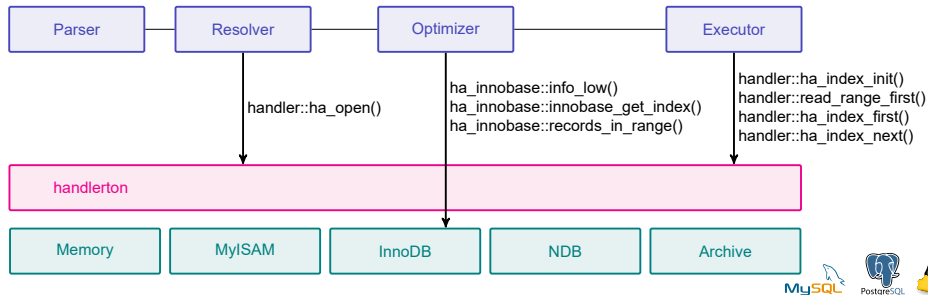 Parser
Resolver
Optimizer
Executor
handler::ha_open()
ha_innobase::info_low()
ha_innobase::innobase_get_index()
ha_innobase::records_in_range()
handler::ha_index_init()
handler::read_range_first()
handler::ha_index_first()
handler::ha_index_next()
handlerton
Memory
MyISAM
InnoDB
NDB
Archive
MySQL
PostgreSQL